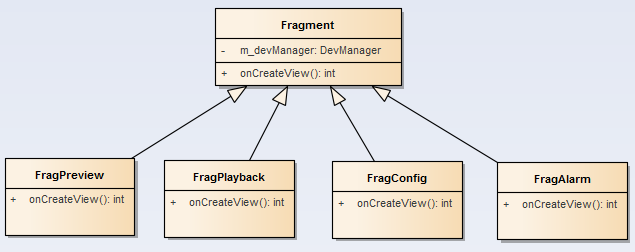 Fragment
- m_devManager: DevManager
+ onCreateView(): int
FragPreview
+ onCreateView(): int
FragPlayback
+ onCreateView(): int
FragConfig
+ onCreateView(): int
FragAlarm
+ onCreateView(): int